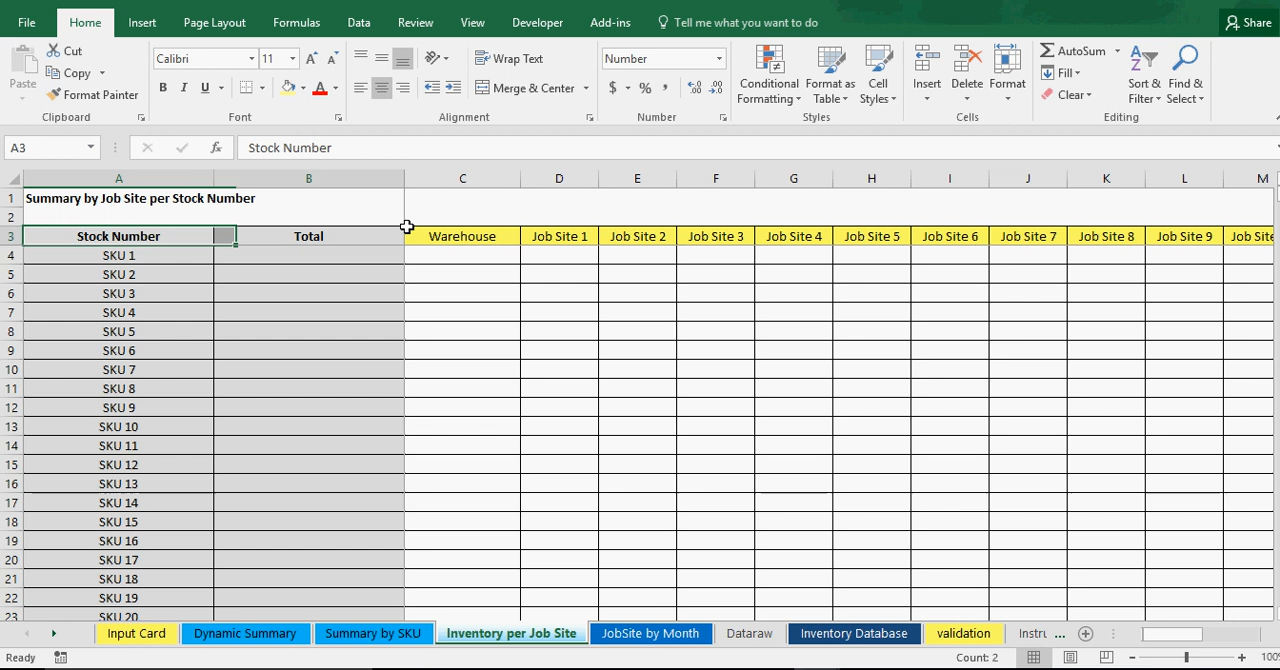 File Home Insert Page Layout Formulas Data Review View Developer Add-ins Tell me what you want to do Share
Paste Cut Copy Format Painter Clipboard
Calibri 11 A A B I U A Font
Wrap Text Merge & Center Alignment
Number $ % , Number
Conditional Formatting Format as Table Cell Styles Styles
Insert Delete Format Cells
AutoSum Fill Clear Sort & Filter Find & Select Editing
A3 fx Stock Number
A B C D E F G H I J K L M
1 Summary by Job Site per Stock Number
2
3 Stock Number Total Warehouse Job Site 1 Job Site 2 Job Site 3 Job Site 4 Job Site 5 Job Site 6 Job Site 7 Job Site 8 Job Site 9 Job Site
4 SKU 1
5 SKU 2
6 SKU 3
7 SKU 4
8 SKU 5
9 SKU 6
10 SKU 7
11 SKU 8
12 SKU 9
13 SKU 10
14 SKU 11
15 SKU 12
16 SKU 13
17 SKU 14
18 SKU 15
19 SKU 16
20 SKU 17
21 SKU 18
22 SKU 19
23 SKU 20
Input Card Dynamic Summary Summary by SKU Inventory per Job Site JobSite by Month Dataraw Inventory Database validation Instru ...
Ready Count: 2 100%